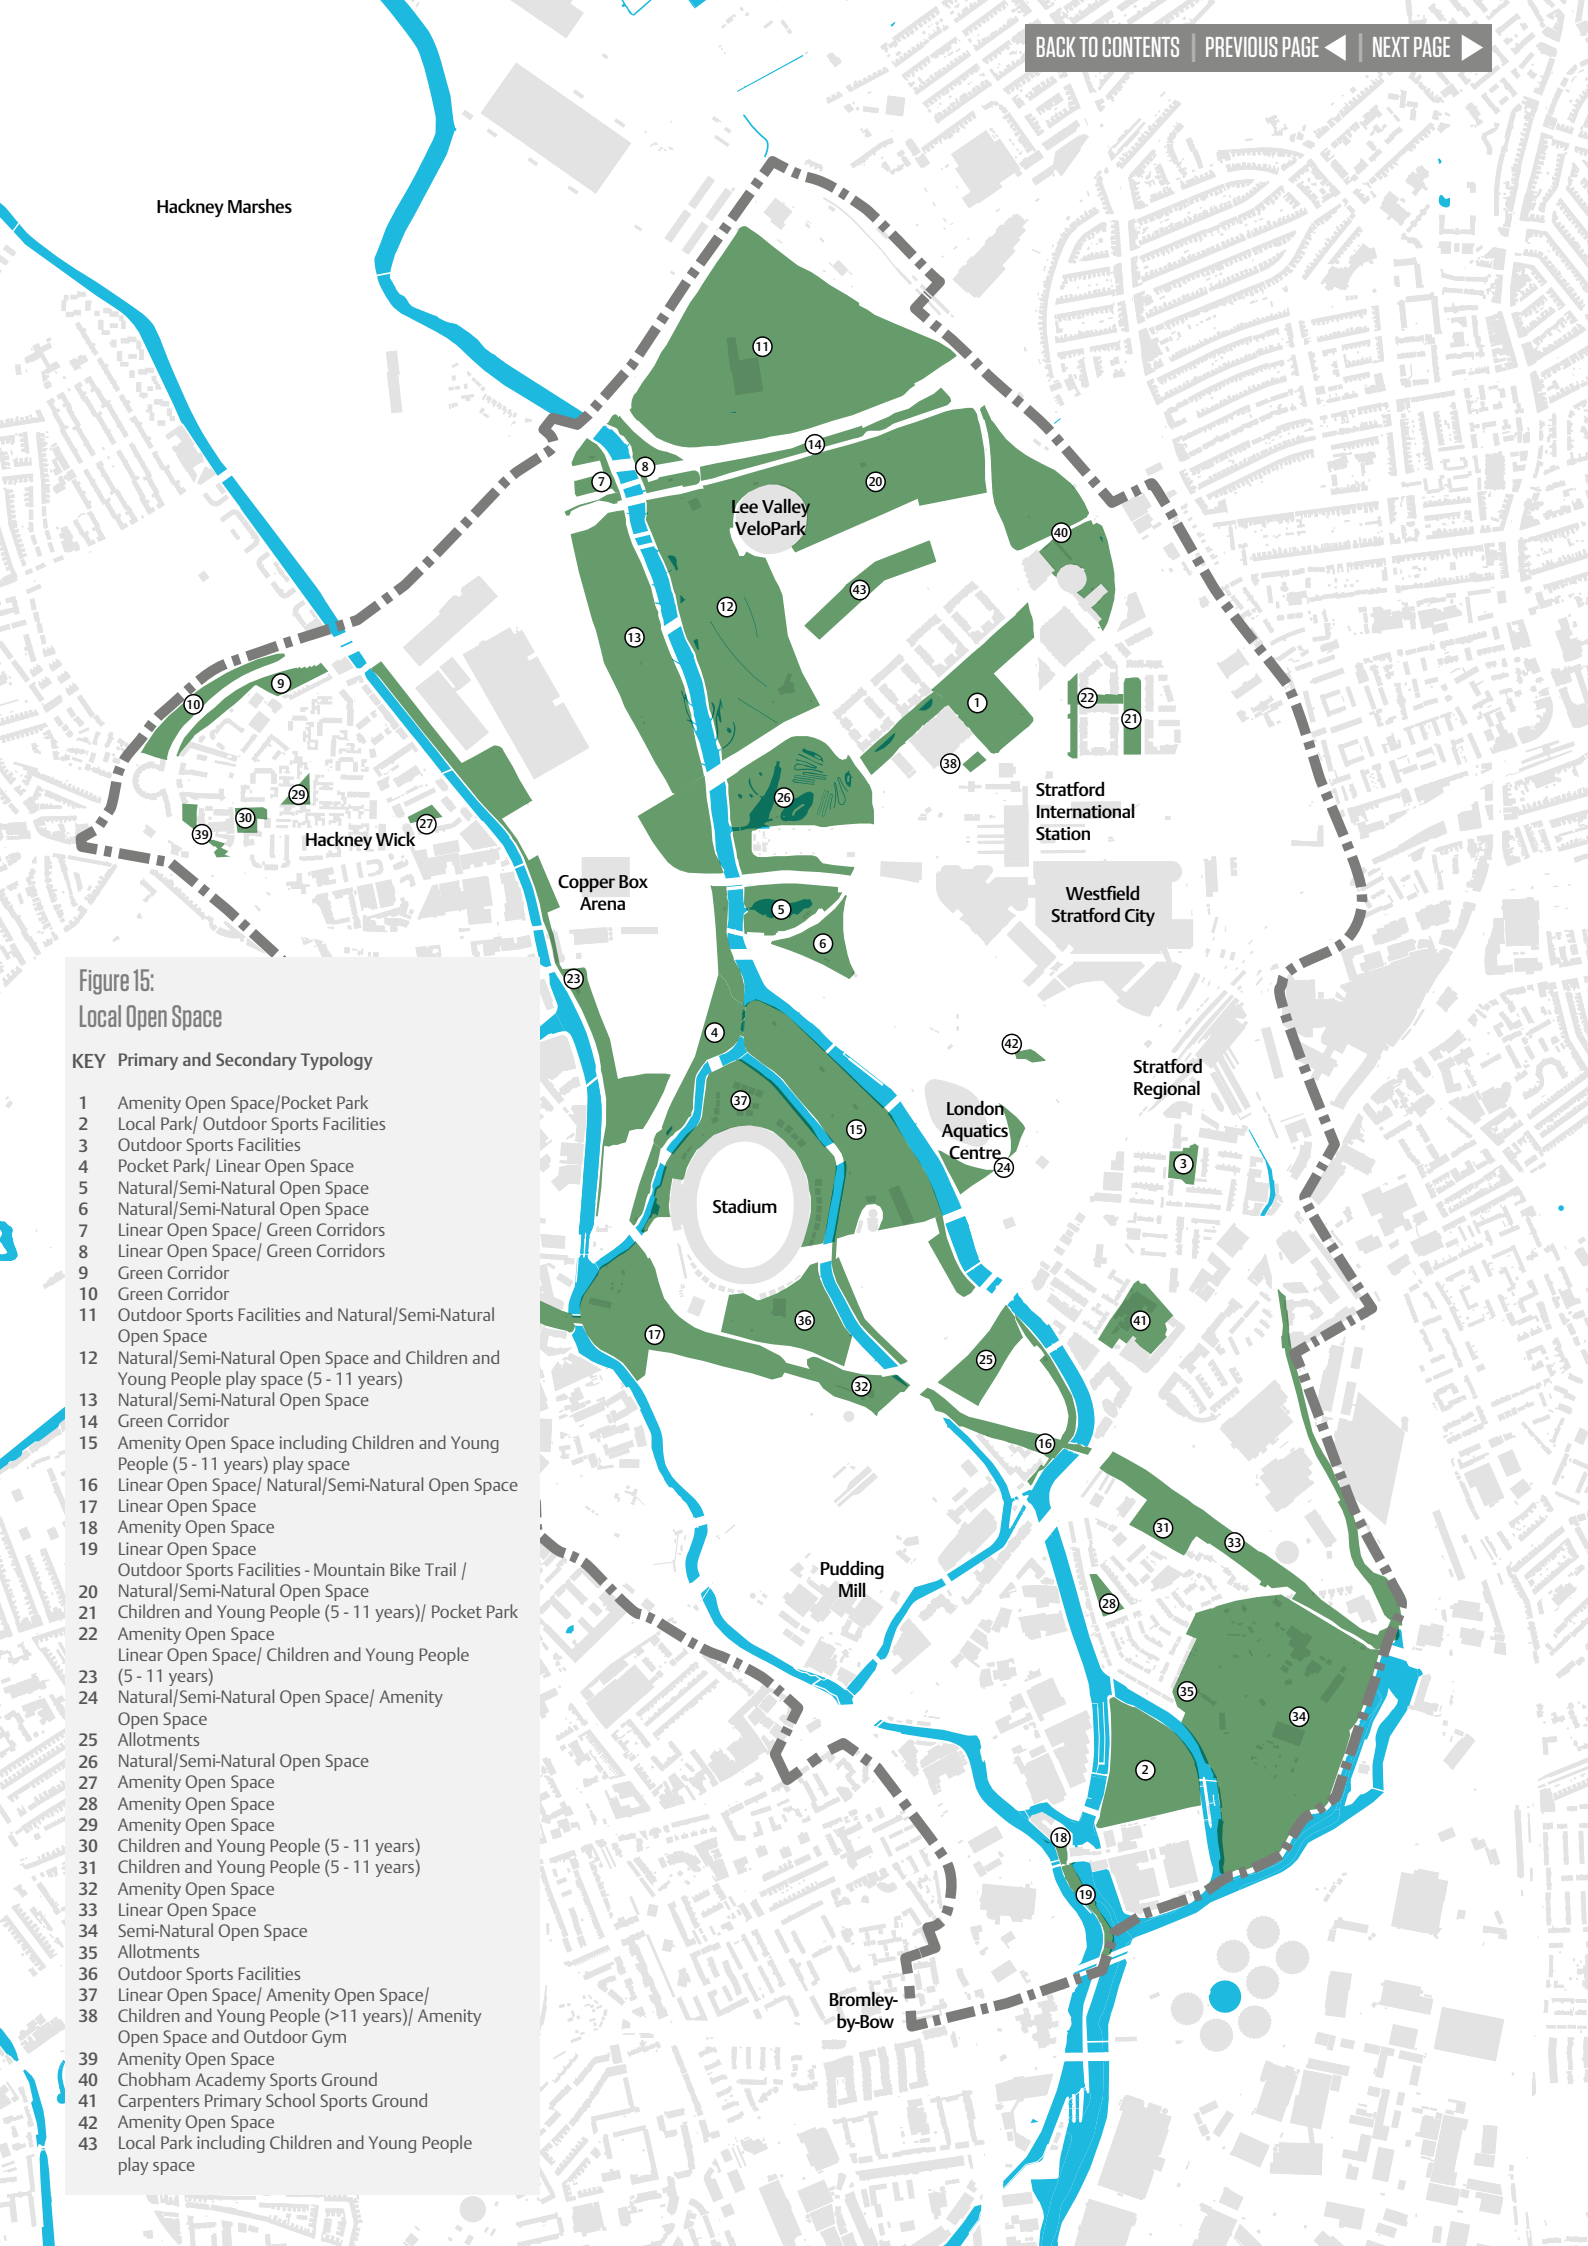 BACK TO CONTENTS | PREVIOUS PAGE | NEXT PAGE
Hackney Marshes
11
14
8
7
20
Lee Valley
VeloPark
40
43
12
13
9
10
1
22
21
38
29
30
39
27
26
Hackney Wick
Stratford
International
Station
Copper Box
Arena
Westfield
Stratford City
5
6
23
4
42
Stratford
Regional
37
15
London
Aquatics
Centre
24
3
Stadium
17
36
41
25
32
16
31
33
Pudding
Mill
28
35
34
2
18
19
Bromley-
by-Bow
Figure 15:
Local Open Space
KEY Primary and Secondary Typology
1 Amenity Open Space/Pocket Park
2 Local Park/ Outdoor Sports Facilities
3 Outdoor Sports Facilities
4 Pocket Park/ Linear Open Space
5 Natural/Semi-Natural Open Space
6 Natural/Semi-Natural Open Space
7 Linear Open Space/ Green Corridors
8 Linear Open Space/ Green Corridors
9 Green Corridor
10 Green Corridor
11 Outdoor Sports Facilities and Natural/Semi-Natural
Open Space
12 Natural/Semi-Natural Open Space and Children and
Young People play space (5 - 11 years)
13 Natural/Semi-Natural Open Space
14 Green Corridor
15 Amenity Open Space including Children and Young
People (5 - 11 years) play space
16 Linear Open Space/ Natural/Semi-Natural Open Space
17 Linear Open Space
18 Amenity Open Space
19 Linear Open Space
Outdoor Sports Facilities - Mountain Bike Trail /
20 Natural/Semi-Natural Open Space
21 Children and Young People (5 - 11 years)/ Pocket Park
22 Amenity Open Space
Linear Open Space/ Children and Young People
23 (5 - 11 years)
24 Natural/Semi-Natural Open Space/ Amenity
Open Space
25 Allotments
26 Natural/Semi-Natural Open Space
27 Amenity Open Space
28 Amenity Open Space
29 Amenity Open Space
30 Children and Young People (5 - 11 years)
31 Children and Young People (5 - 11 years)
32 Amenity Open Space
33 Linear Open Space
34 Semi-Natural Open Space
35 Allotments
36 Outdoor Sports Facilities
37 Linear Open Space/ Amenity Open Space/
38 Children and Young People (>11 years)/ Amenity
Open Space and Outdoor Gym
39 Amenity Open Space
40 Chobham Academy Sports Ground
41 Carpenters Primary School Sports Ground
42 Amenity Open Space
43 Local Park including Children and Young People
play space